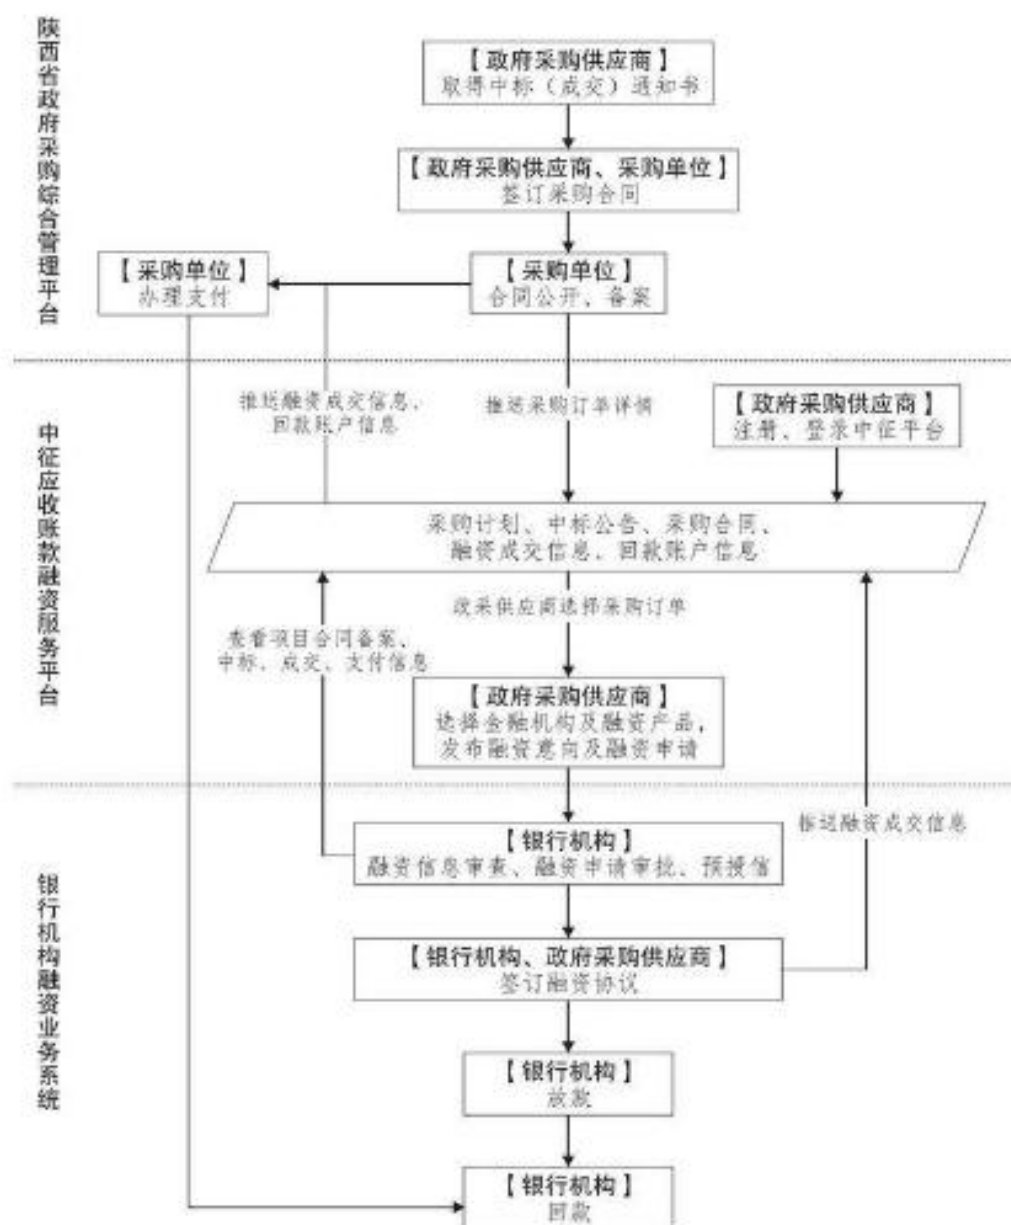 陕西省政府采购综合管理平台
【政府采购供应商】
取得中标（成交）通知书
【政府采购供应商、采购单位】
签订采购合同
【采购单位】
办理支付
【采购单位】
合同公开、备案
中征应收账款融资服务平台
推送融资成交信息、
回款账户信息
推送采购订单详情
【政府采购供应商】
注册、登录中征平台
采购计划、中标公告、采购合同、
融资成交信息、回款账户信息
政采供应商选择采购订单
查看项目合同备案、
中标、成交、支付信息
【政府采购供应商】
选择金融机构及融资产品，
发布融资意向及融资申请
银行机构融资业务系统
推送融资成交信息
【银行机构】
融资信息审查、融资申请审批、预授信
【银行机构、政府采购供应商】
签订融资协议
【银行机构】
放款
【银行机构】
回款